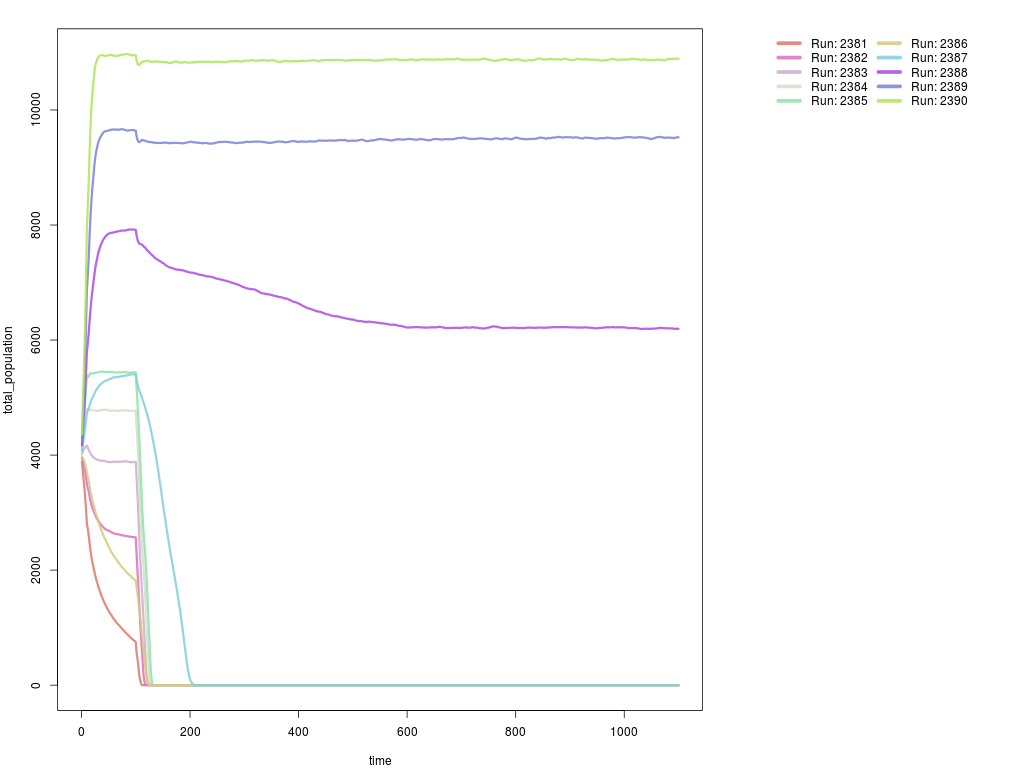 Run: 2381 Run: 2386
Run: 2382 Run: 2387
Run: 2383 Run: 2388
Run: 2384 Run: 2389
Run: 2385 Run: 2390
total_population
10000
8000
6000
4000
2000
0
0 200 400 600 800 1000
time